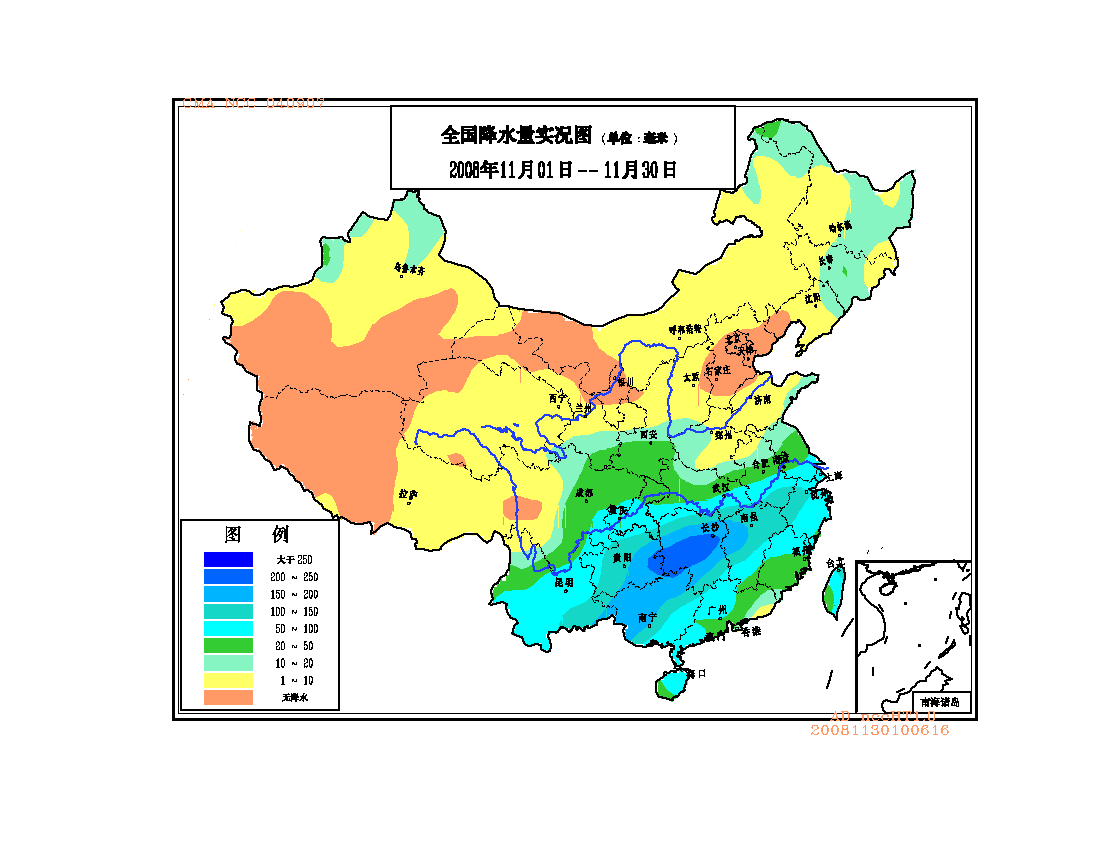 CMA NCC 040902
全国降水量实况图（单位：毫米）
2008年11月01日 -- 11月30日
哈尔滨
长春
乌鲁木齐
沈阳
呼和浩特
北京
天津
石家庄
太原
银川
西宁
兰州
济南
郑州
西安
合肥
南京
上海
拉萨
成都
武汉
杭州
重庆
长沙
南昌
贵阳
福州
台北
昆明
南宁
广州
澳门
香港
海口
图 例
大于 250
200 ~ 250
150 ~ 200
100 ~ 150
50 ~ 100
20 ~ 50
10 ~ 20
1 ~ 10
无降水
南海诸岛
20081130100616